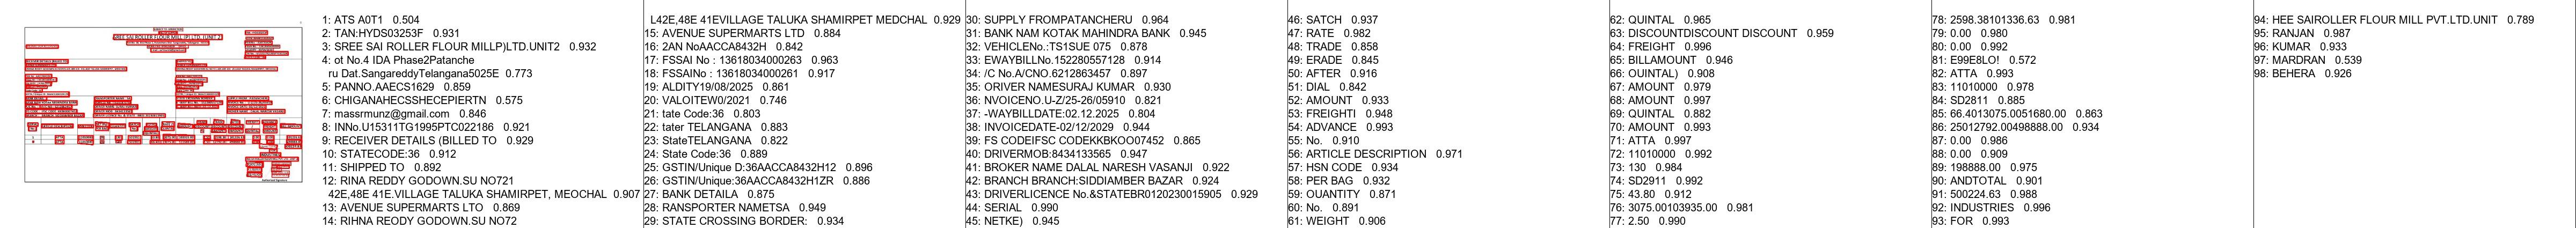 1: ATS A0T1 0.504
2: TAN:HYDS03253F 0.931
3: SREE SAI ROLLER FLOUR MILLP)LTD.UNIT2 0.932
4: ot No.4 IDA Phase2Patanche
ru Dat.SangareddyTelangana5025E 0.773
5: PANNO.AAECS1629 0.859
6: CHIGANAHECSSHECEPIERTN 0.575
7: massrmunz@gmail.com 0.846
8: INNo.U15311TG1995PTC022186 0.921
9: RECEIVER DETAILS (BILLED TO 0.929
10: STATECODE:36 0.912
11: SHIPPED TO 0.892
12: RINA REDDY GODOWN.SU NO721
42E,48E 41E.VILLAGE TALUKA SHAMIRPET, MEOCHAL 0.907
13: AVENUE SUPERMARTS LTO 0.869
14: RIHNA REODY GODOWN.SU NO72
L42E,48E 41EVILLAGE TALUKA SHAMIRPET MEDCHAL 0.929
15: AVENUE SUPERMARTS LTD 0.884
16: 2AN NoAACCA8432H 0.842
17: FSSAI No : 13618034000263 0.963
18: FSSAINo : 13618034000261 0.917
19: ALDITY19/08/2025 0.861
20: VALOITEW0/2021 0.746
21: tate Code:36 0.803
22: tater TELANGANA 0.883
23: StateTELANGANA 0.822
24: State Code:36 0.889
25: GSTIN/Unique D:36AACCA8432H12 0.896
26: GSTIN/Unique:36AACCA8432H1ZR 0.886
27: BANK DETAILA 0.875
28: RANSPORTER NAMETSA 0.949
29: STATE CROSSING BORDER: 0.934
30: SUPPLY FROMPATANCHERU 0.964
31: BANK NAM KOTAK MAHINDRA BANK 0.945
32: VEHICLENo.:TS1SUE 075 0.878
33: EWAYBILLNo.152280557128 0.914
34: /C No.A/CNO.6212863457 0.897
35: ORIVER NAMESURAJ KUMAR 0.930
36: NVOICENO.U-Z/25-26/05910 0.821
37: -WAYBILLDATE:02.12.2025 0.804
38: INVOICEDATE-02/12/2029 0.944
39: FS CODEIFSC CODEKKBKOO07452 0.865
40: DRIVERMOB:8434133565 0.947
41: BROKER NAME DALAL NARESH VASANJI 0.922
42: BRANCH BRANCH:SIDDIAMBER BAZAR 0.924
43: DRIVERLICENCE No.&STATEBR0120230015905 0.929
44: SERIAL 0.990
45: NETKE) 0.945
46: SATCH 0.937
47: RATE 0.982
48: TRADE 0.858
49: ERADE 0.845
50: AFTER 0.916
51: DIAL 0.842
52: AMOUNT 0.933
53: FREIGHTI 0.948
54: ADVANCE 0.993
55: No. 0.910
56: ARTICLE DESCRIPTION 0.971
57: HSN CODE 0.934
58: PER BAG 0.932
59: OUANTITY 0.871
60: No. 0.891
61: WEIGHT 0.906
62: QUINTAL 0.965
63: DISCOUNTDISCOUNT DISCOUNT 0.959
64: FREIGHT 0.996
65: BILLAMOUNT 0.946
66: OUINTAL) 0.908
67: AMOUNT 0.979
68: AMOUNT 0.997
69: QUINTAL 0.882
70: AMOUNT 0.993
71: ATTA 0.997
72: 11010000 0.992
73: 130 0.984
74: SD2911 0.992
75: 43.80 0.912
76: 3075.00103935.00 0.981
77: 2.50 0.990
78: 2598.38101336.63 0.981
79: 0.00 0.980
80: 0.00 0.992
81: E99E8LO! 0.572
82: ATTA 0.993
83: 11010000 0.978
84: SD2811 0.885
85: 66.4013075.0051680.00 0.863
86: 25012792.00498888.00 0.934
87: 0.00 0.986
88: 0.00 0.909
89: 198888.00 0.975
90: ANDTOTAL 0.901
91: 500224.63 0.988
92: INDUSTRIES 0.996
93: FOR 0.993
94: HEE SAIROLLER FLOUR MILL PVT.LTD.UNIT 0.789
95: RANJAN 0.987
96: KUMAR 0.933
97: MARDRAN 0.539
98: BEHERA 0.926